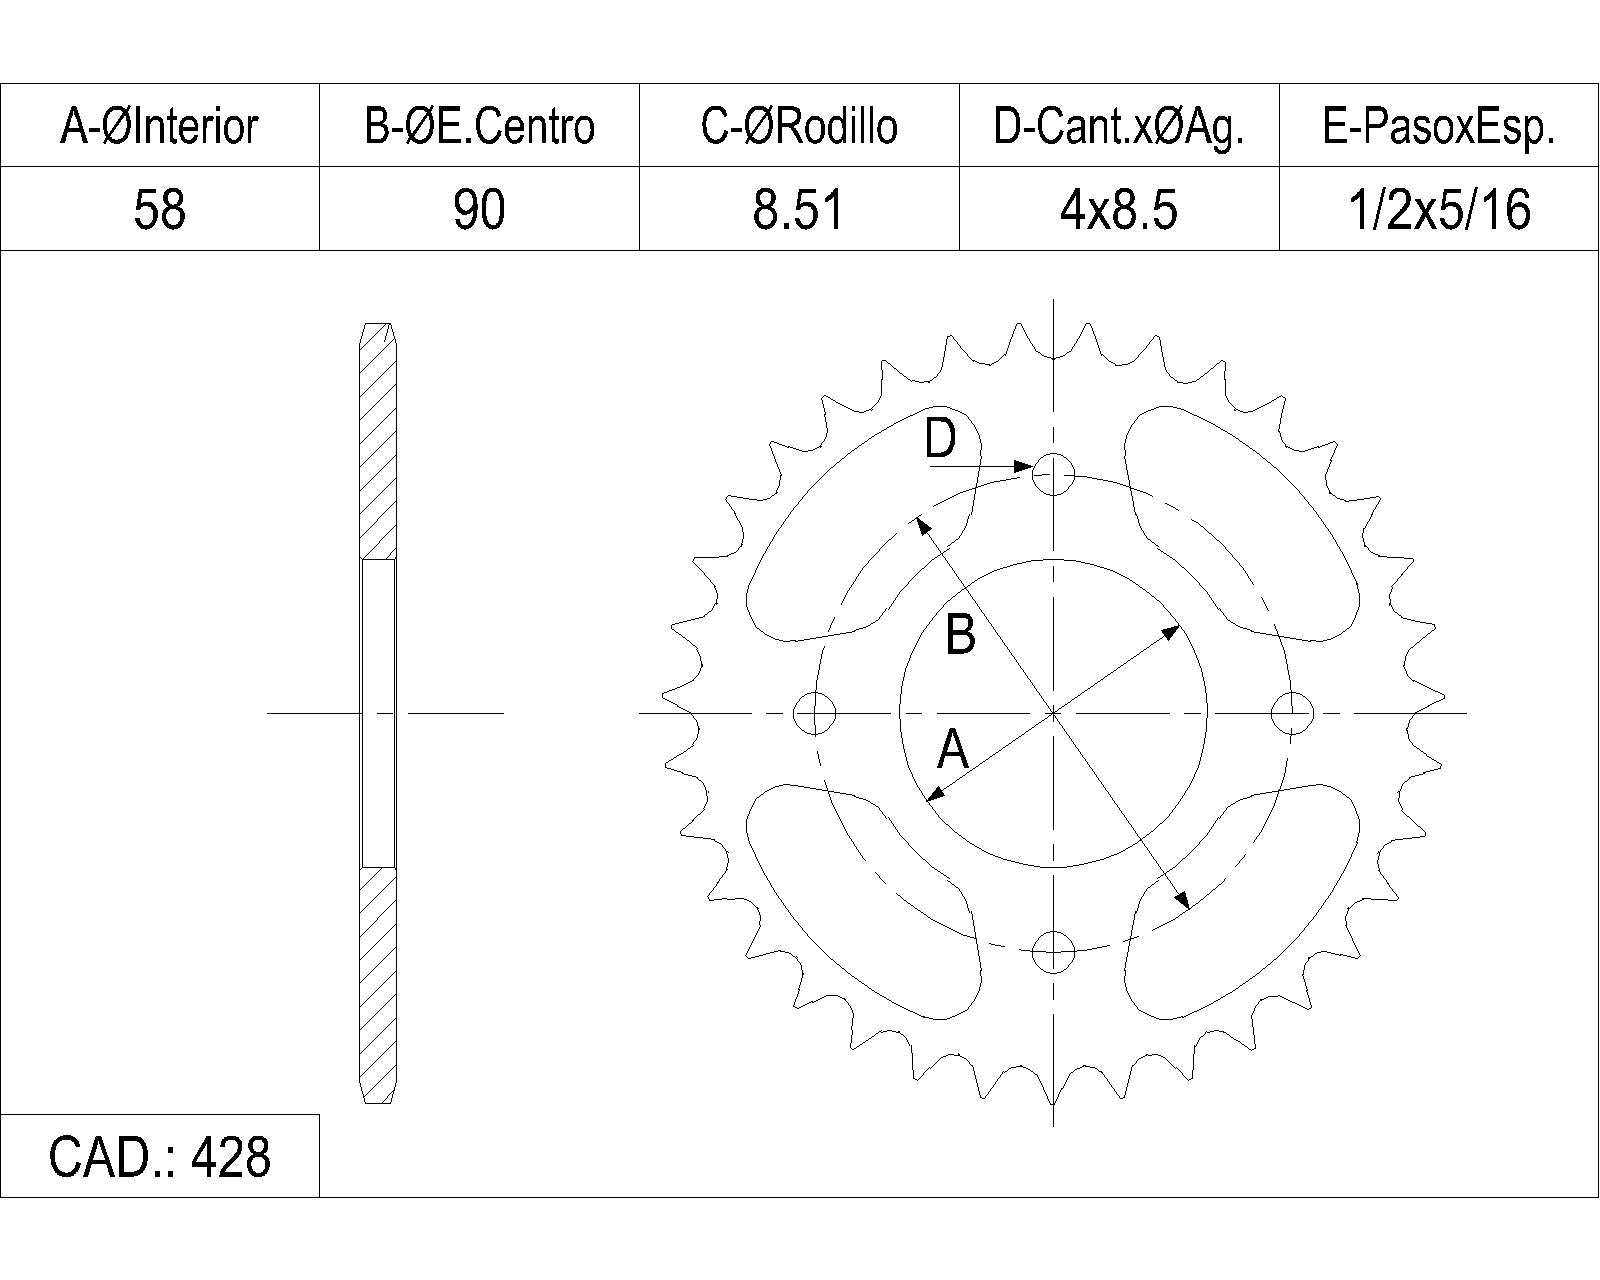 A-ØInterior B-ØE.Centro C-ØRodillo D-Cant.xØAg. E-PasoxEsp.
58 90 8.51 4x8.5 1/2x5/16
D
B
A
CAD.: 428